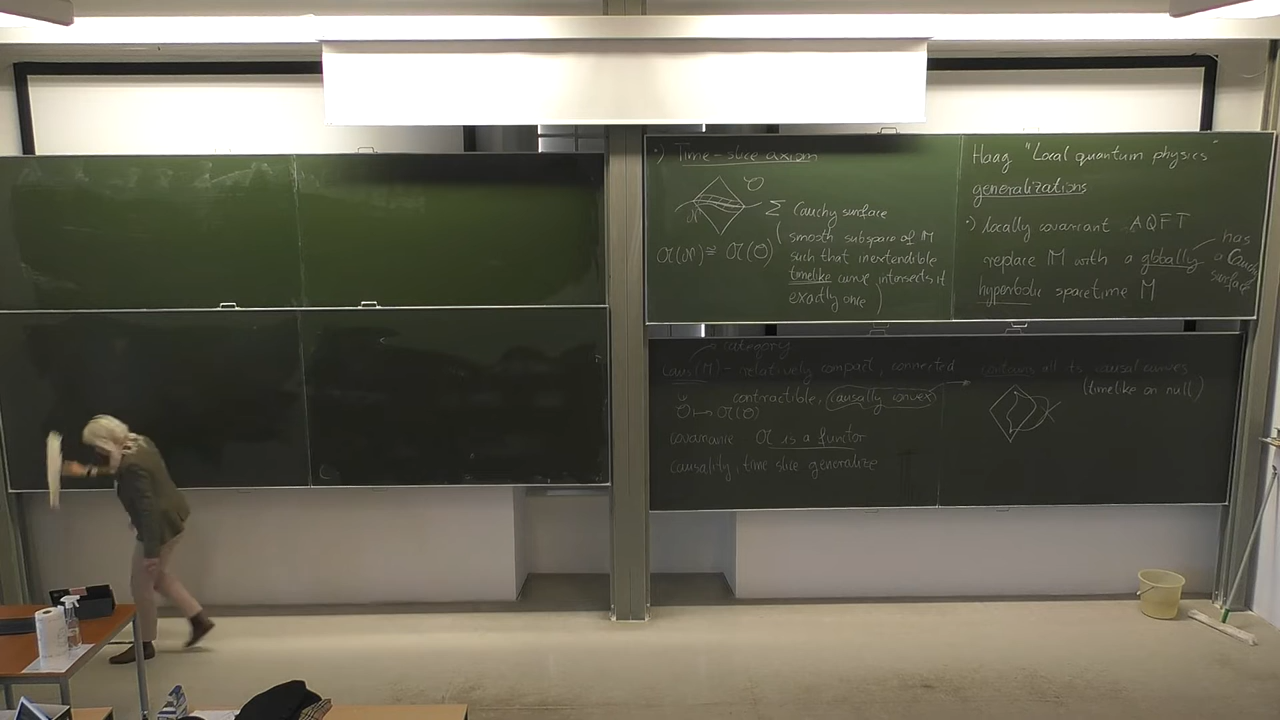 ·) Time-slice axiom
O
N
Σ Cauchy surface
(smooth subspace of M
such that inextendible
timelike curve intersects it
exactly once)
𝔄(N) ≅ 𝔄(O)
Haag "Local quantum physics"
generalizations
·) locally covariant AQFT
replace M with a globally
hyperbolic spacetime M
has
a Cauchy
surface
category
Caus(M) - relatively compact, connected
contractible, causally convex
O ↦ 𝔄(O)
covariance 𝔄 is a functor
causality, time slice generalize
contains all its causal curves
(timelike or null)